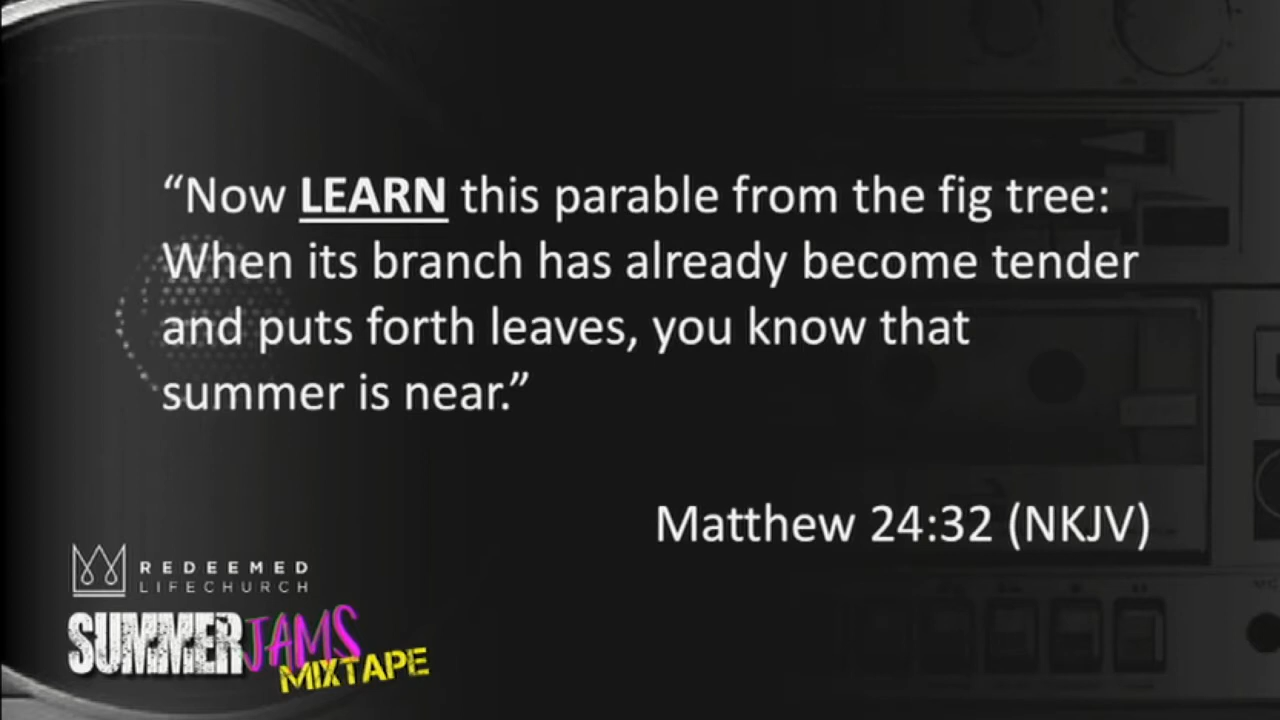 “Now LEARN this parable from the fig tree:
When its branch has already become tender
and puts forth leaves, you know that
summer is near.”
Matthew 24:32 (NKJV)
REDEEMED
LIFECHURCH
SUMMER JAMS
MIXTAPE